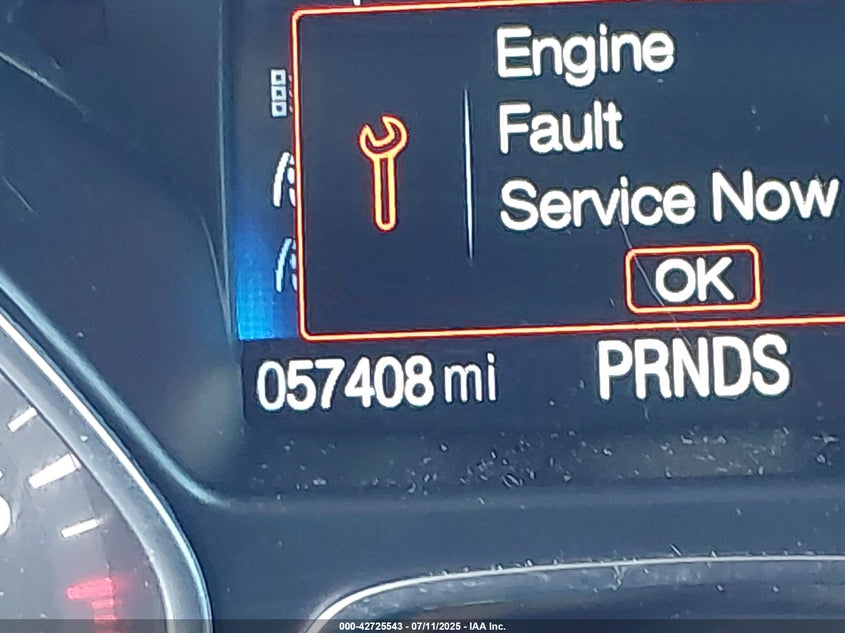 Engine
Fault
Service Now
OK
057408 mi
PRNDS
000-42725543 - 07/11/2025 - IAA Inc.